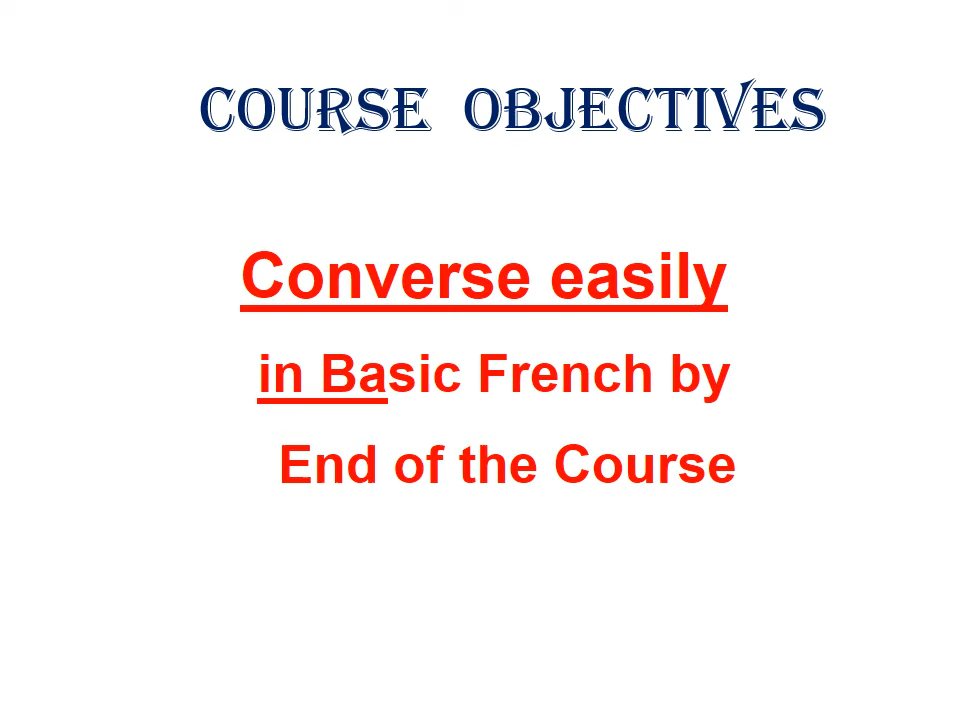 COURSE OBJECTIVES
Converse easily
in Basic French by
End of the Course